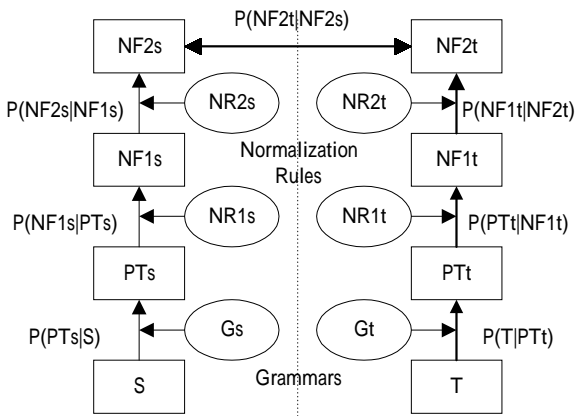 P(NF2t|NF2s)
NF2s NF2t
NR2s NR2t
P(NF2s|NF1s) P(NF1t|NF2t)
NF1s Normalization NF1t
Rules
P(NF1s|PTs) NR1s NR1t P(PTt|NF1t)
PTs PTt
P(PTs|S) Gs Gt P(T|PTt)
S Grammars T